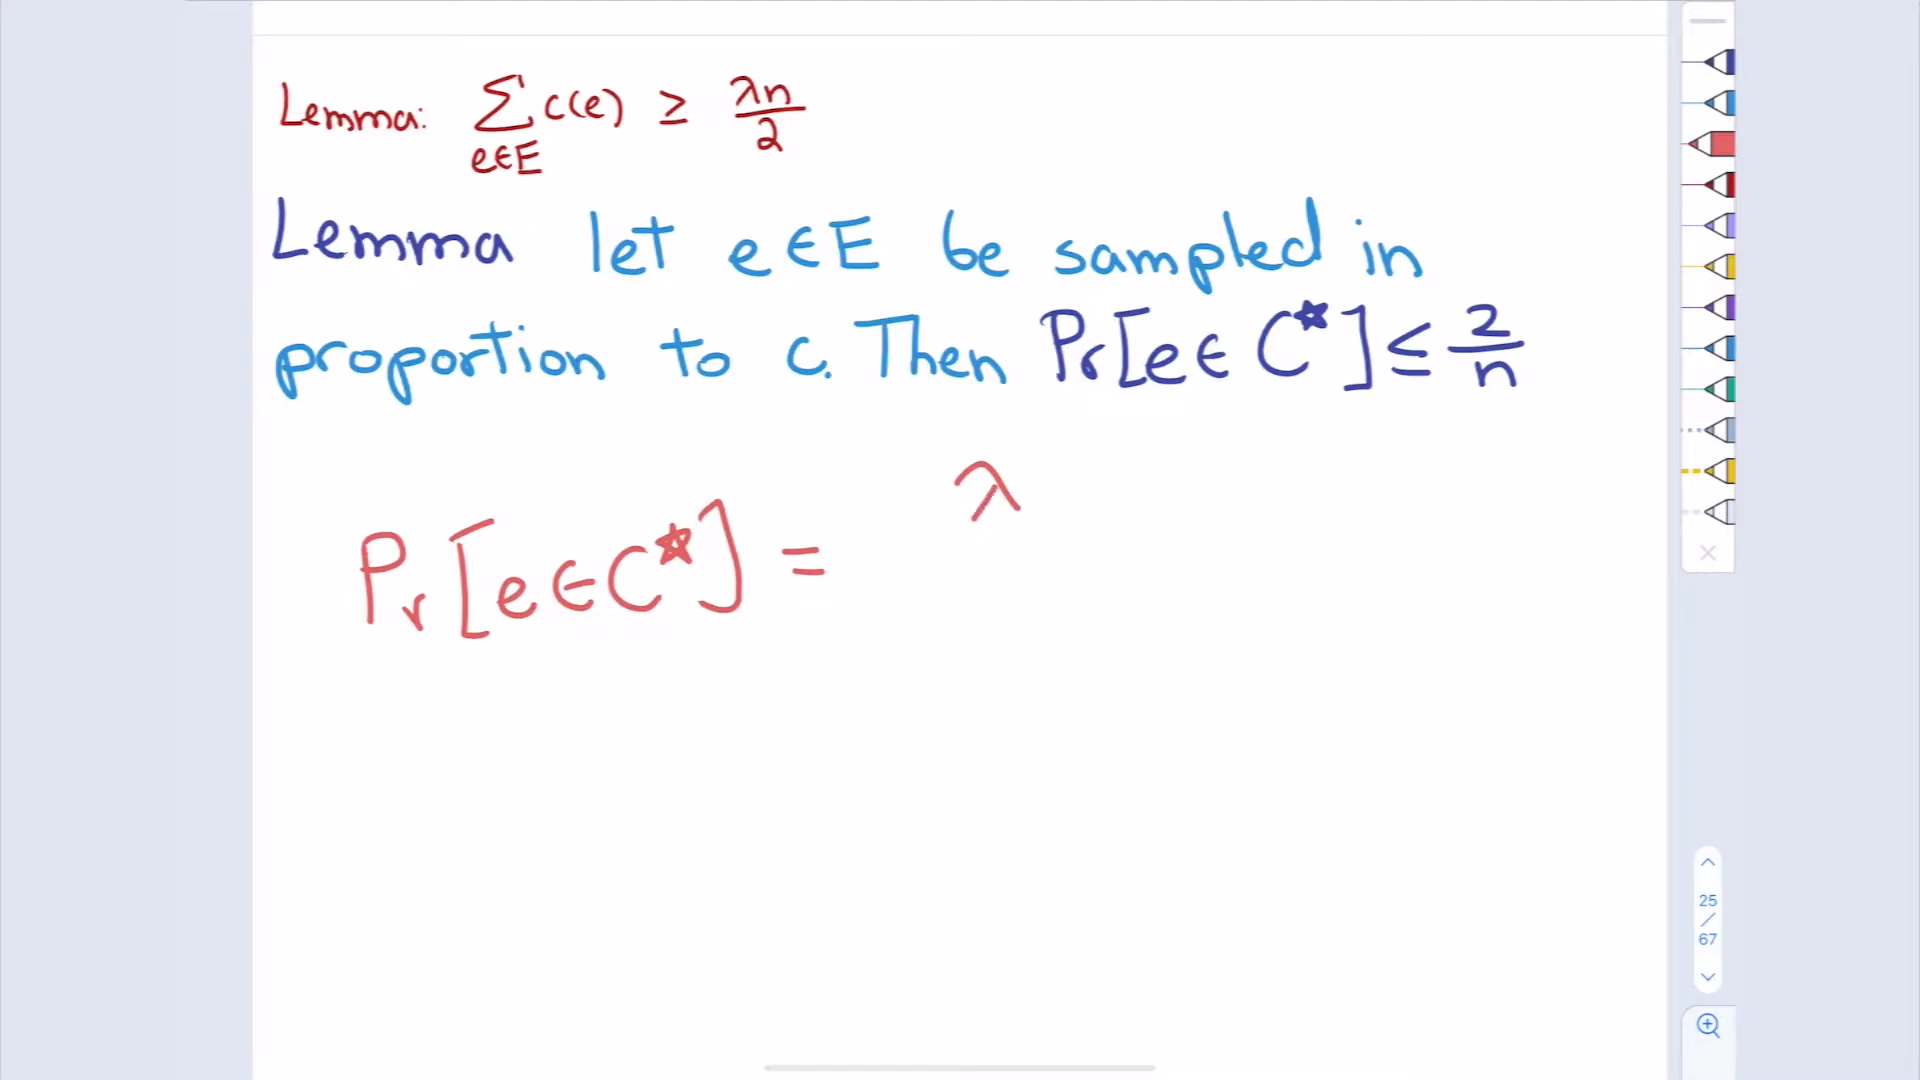 Lemma: ∑ c(e) ≥ λn/2
e∈E
Lemma let e∈E be sampled in
proportion to c. Then Pr[e∈C*] ≤ 2/n
Pr[e∈C*] = λ
25
/
67